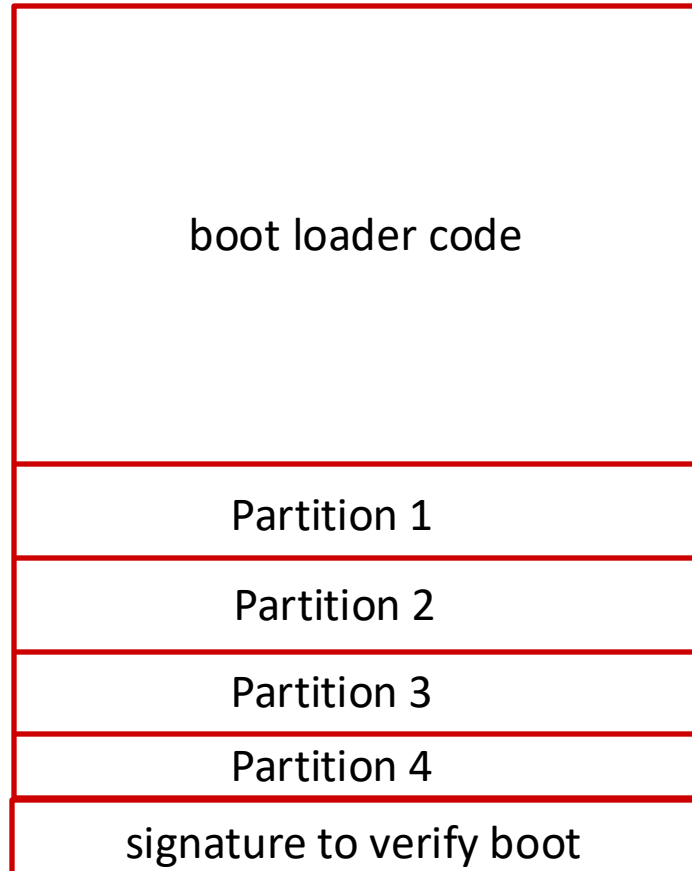 boot loader code
Partition 1
Partition 2
Partition 3
Partition 4
signature to verify boot